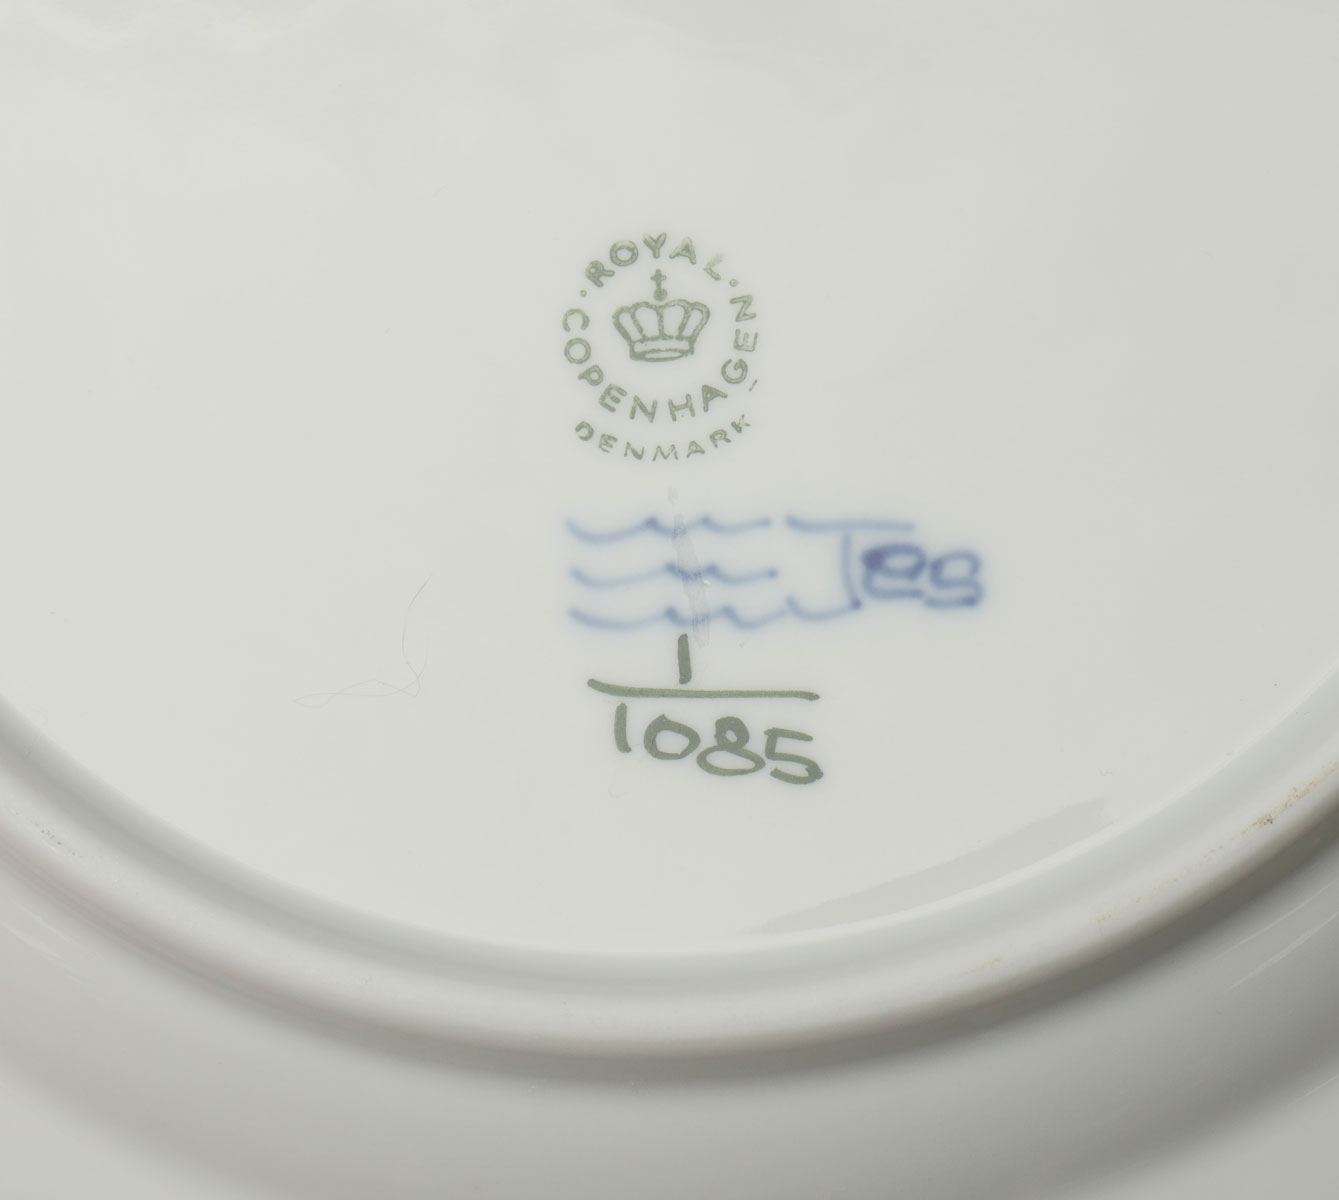 ROYAL
COPENHAGEN
DENMARK
1
1085